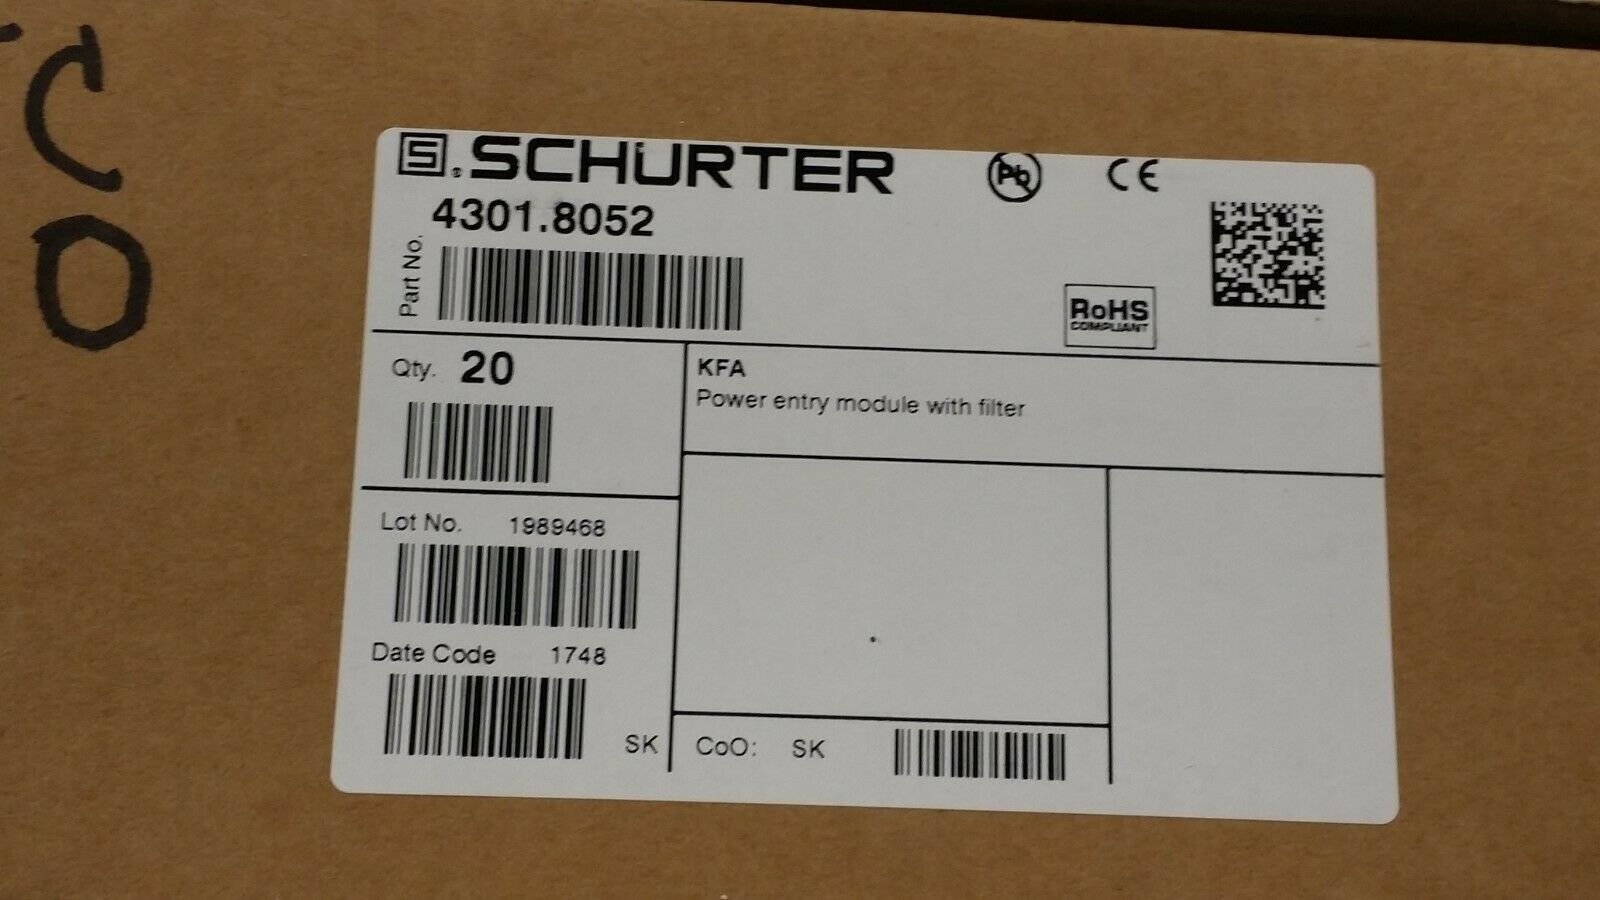 C
O
S.SCHURTER
Pb
CE
4301.8052
Part No.
RoHS
COMPLIANT
Qty. 20
KFA
Power entry module with filter
Lot No. 1989468
Date Code 1748
SK
CoO: SK